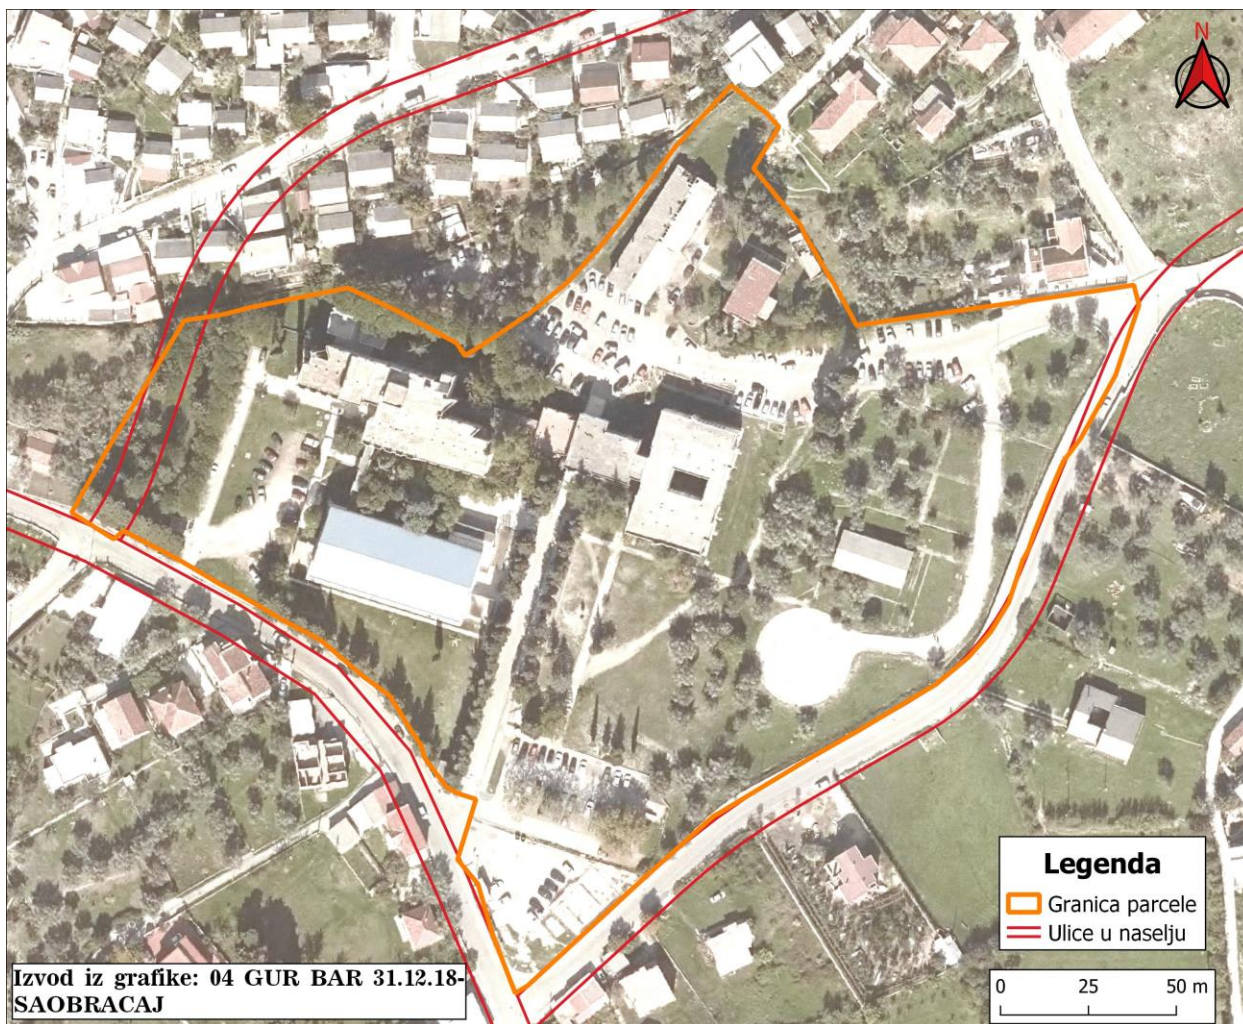 N
Legenda
Granica parcele
Ulice u naselju
Izvod iz grafike: 04 GUR BAR 31.12.18-
SAOBRACAJ
0 25 50 m